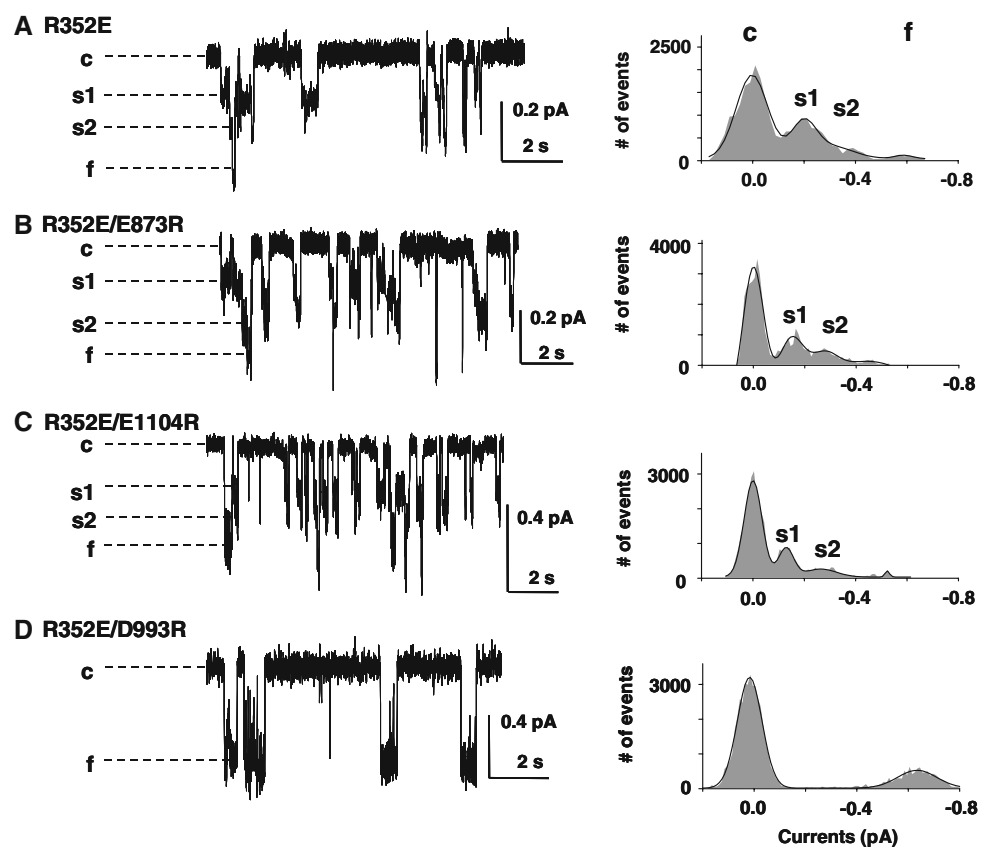 A R352E
c
s1
s2
f
0.2 pA
2 s
# of events
2500
0
c
f
s1
s2
0.0
-0.4
-0.8
B R352E/E873R
c
s1
s2
f
0.2 pA
2 s
# of events
4000
0
s1
s2
0.0
-0.4
-0.8
C R352E/E1104R
c
s1
s2
f
0.4 pA
2 s
# of events
3000
0
s1
s2
0.0
-0.4
-0.8
D R352E/D993R
c
f
0.4 pA
2 s
# of events
3000
0
0.0
-0.4
-0.8
Currents (pA)